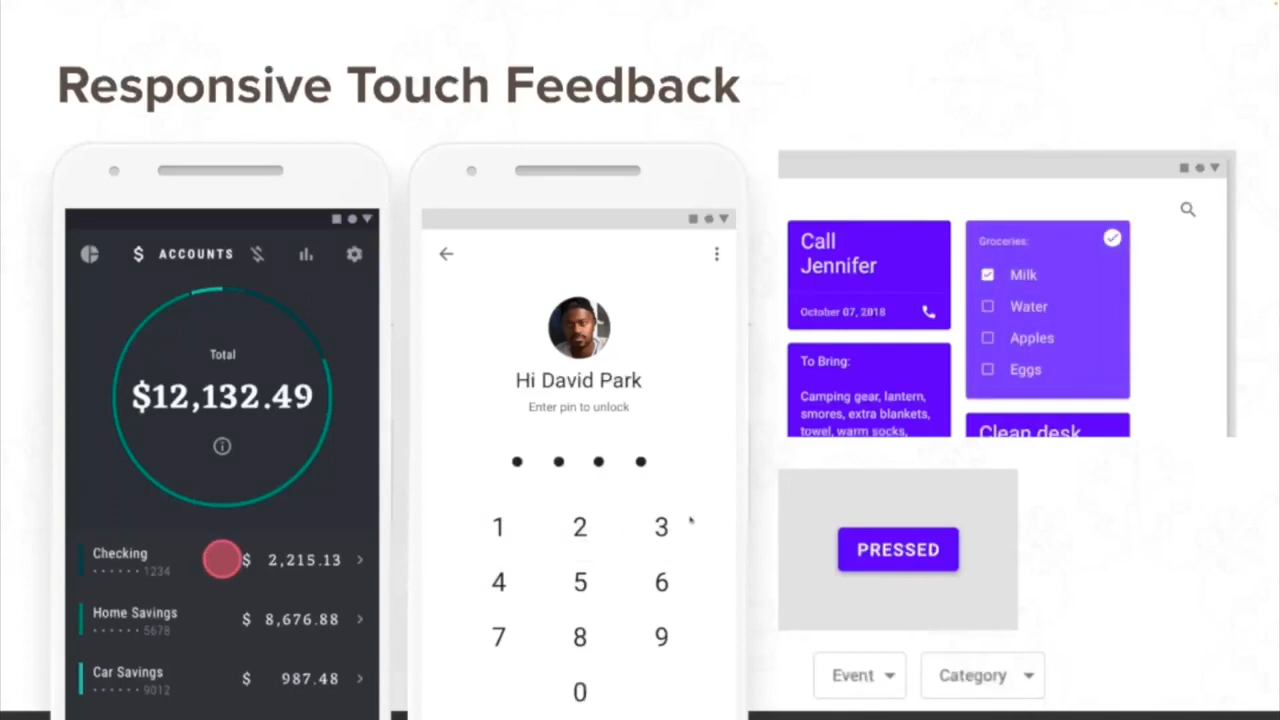 Responsive Touch Feedback
$ ACCOUNTS
Total
$12,132.49
Checking
$ 2,215.13
1234
Home Savings
$ 8,676.88
5678
Car Savings
$ 987.48
9012
Hi David Park
Enter pin to unlock
1 2 3
4 5 6
7 8 9
0
Call
Jennifer
October 07, 2018
To Bring:
Camping gear, lantern,
smores, extra blankets,
towel, warm socks,
Groceries:
Milk
Water
Apples
Eggs
Clean desk
PRESSED
Event
Category